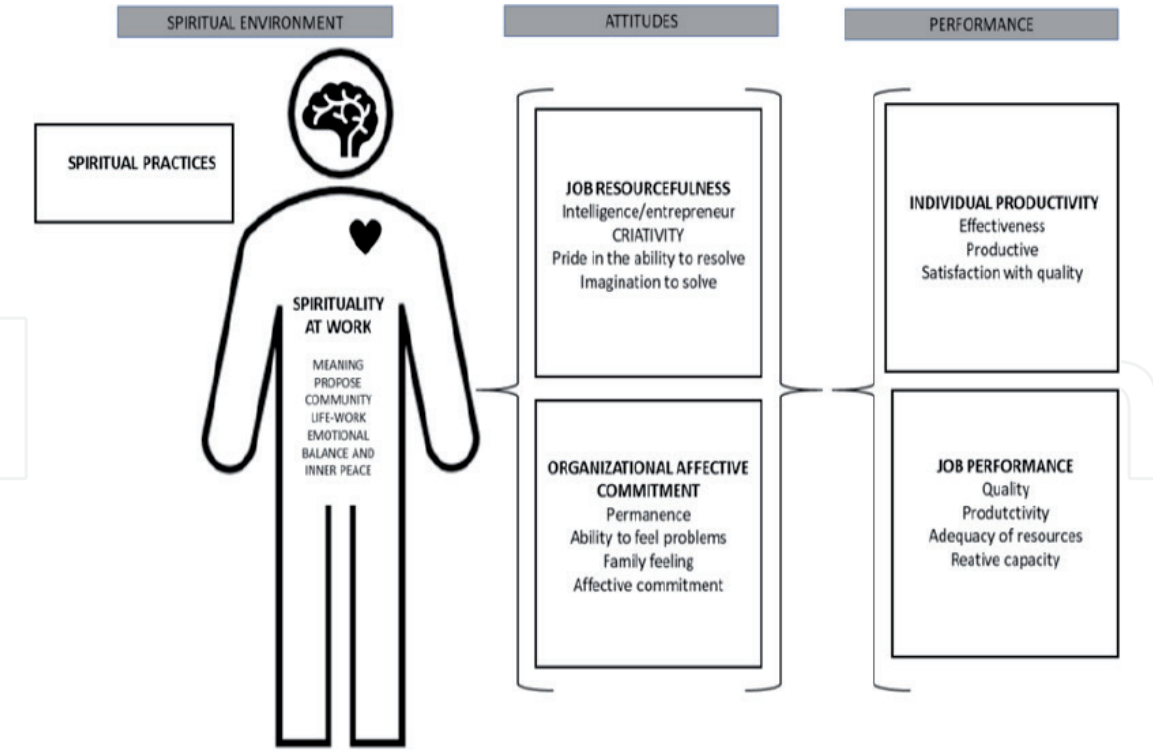 SPIRITUAL ENVIRONMENT
ATTITUDES
PERFORMANCE
SPIRITUAL PRACTICES
SPIRITUALITY
AT WORK
MEANING
PROPOSE
COMMUNITY
LIFE-WORK
EMOTIONAL
BALANCE AND
INNER PEACE
JOB RESOURCEFULNESS
Intelligence/entrepreneur
CRIATIVITY
Pride in the ability to resolve
Imagination to solve
ORGANIZATIONAL AFFECTIVE
COMMITMENT
Permanence
Ability to feel problems
Family feeling
Affective commitment
INDIVIDUAL PRODUCTIVITY
Effectiveness
Productive
Satisfaction with quality
JOB PERFORMANCE
Quality
Produtctivity
Adequacy of resources
Reative capacity